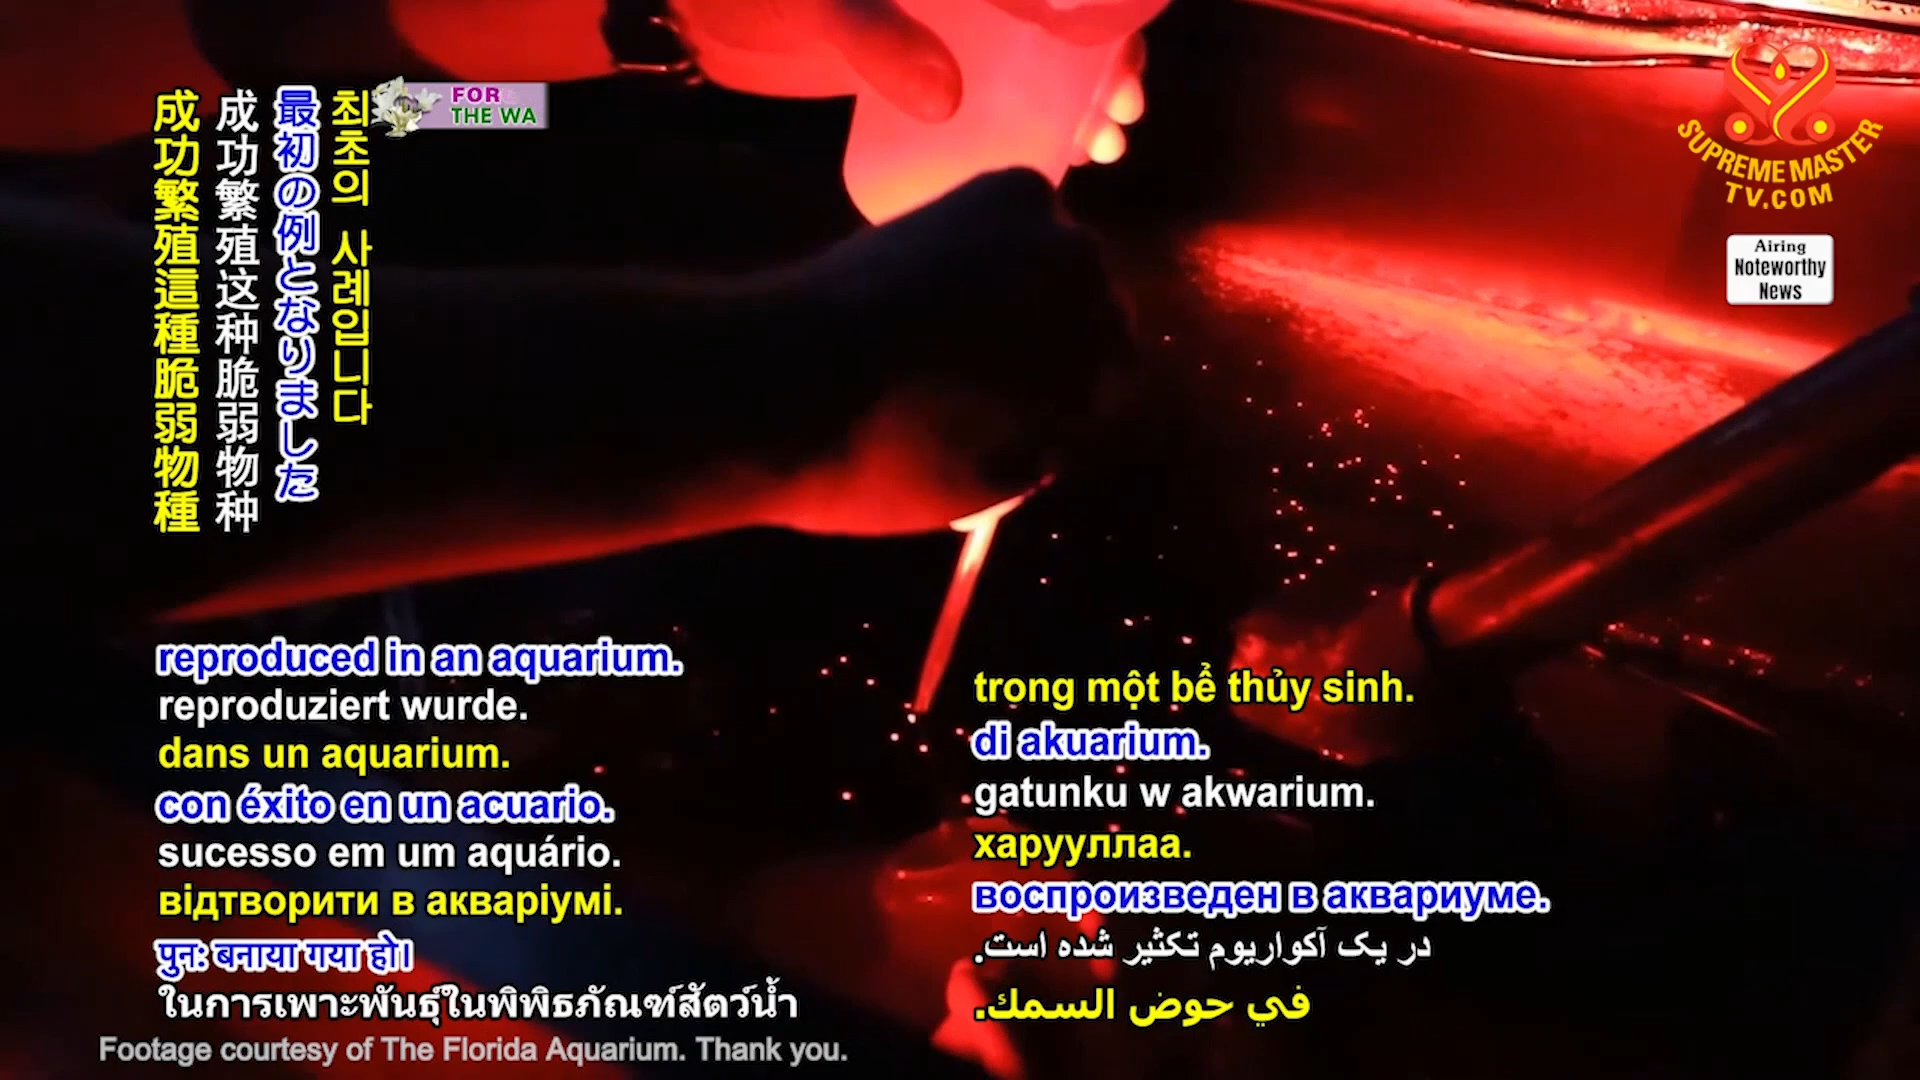 成功繁殖這種脆弱物種
成功繁殖这种脆弱物种
最初の例となりました
최초의 사례입니다
FOR
THE WA
SUPREME MASTER
TV.COM
Airing
Noteworthy
News
reproduced in an aquarium.
reproduziert wurde.
dans un aquarium.
con éxito en un acuario.
sucesso em um aquário.
відтворити в акваріумі.
पुनः बनाया गया हो।
ในการเพาะพันธุ์ในพิพิธภัณฑ์สัตว์น้ำ
trong một bể thủy sinh.
di akuarium.
gatunku w akwarium.
харууллаа.
воспроизведен в аквариуме.
در یک آکواریوم تکثیر شده است.
في حوض السمك.
Footage courtesy of The Florida Aquarium. Thank you.